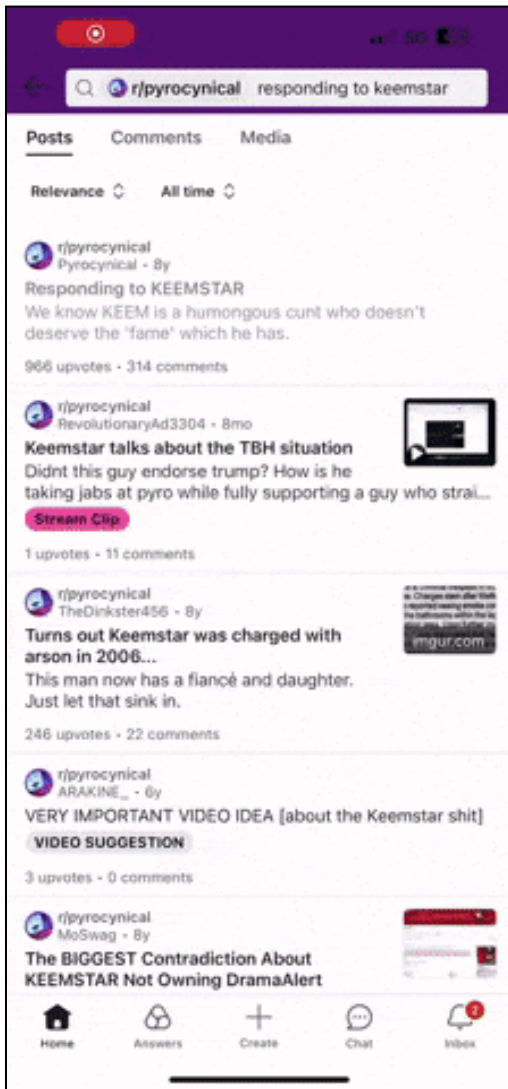 5G
r/pyrocynical responding to keemstar
Posts Comments Media
Relevance All time
r/pyrocynical
Pyrocynical • 8y
Responding to KEEMSTAR
We know KEEM is a humongous cunt who doesn't
deserve the 'fame' which he has.
966 upvotes • 314 comments
r/pyrocynical
RevolutionaryAd3304 • 8mo
Keemstar talks about the TBH situation
Didnt this guy endorse trump? How is he
taking jabs at pyro while fully supporting a guy who strai...
Stream Clip
1 upvotes • 11 comments
r/pyrocynical
TheDinkster456 • 8y
Turns out Keemstar was charged with
arson in 2006...
This man now has a fiancé and daughter.
Just let that sink in.
imgur.com
246 upvotes • 22 comments
r/pyrocynical
ARAKINE_ • 6y
VERY IMPORTANT VIDEO IDEA [about the Keemstar shit]
VIDEO SUGGESTION
3 upvotes • 0 comments
r/pyrocynical
MoSwag • 8y
The BIGGEST Contradiction About
KEEMSTAR Not Owning DramaAlert
2
Home Answers Create Chat Inbox